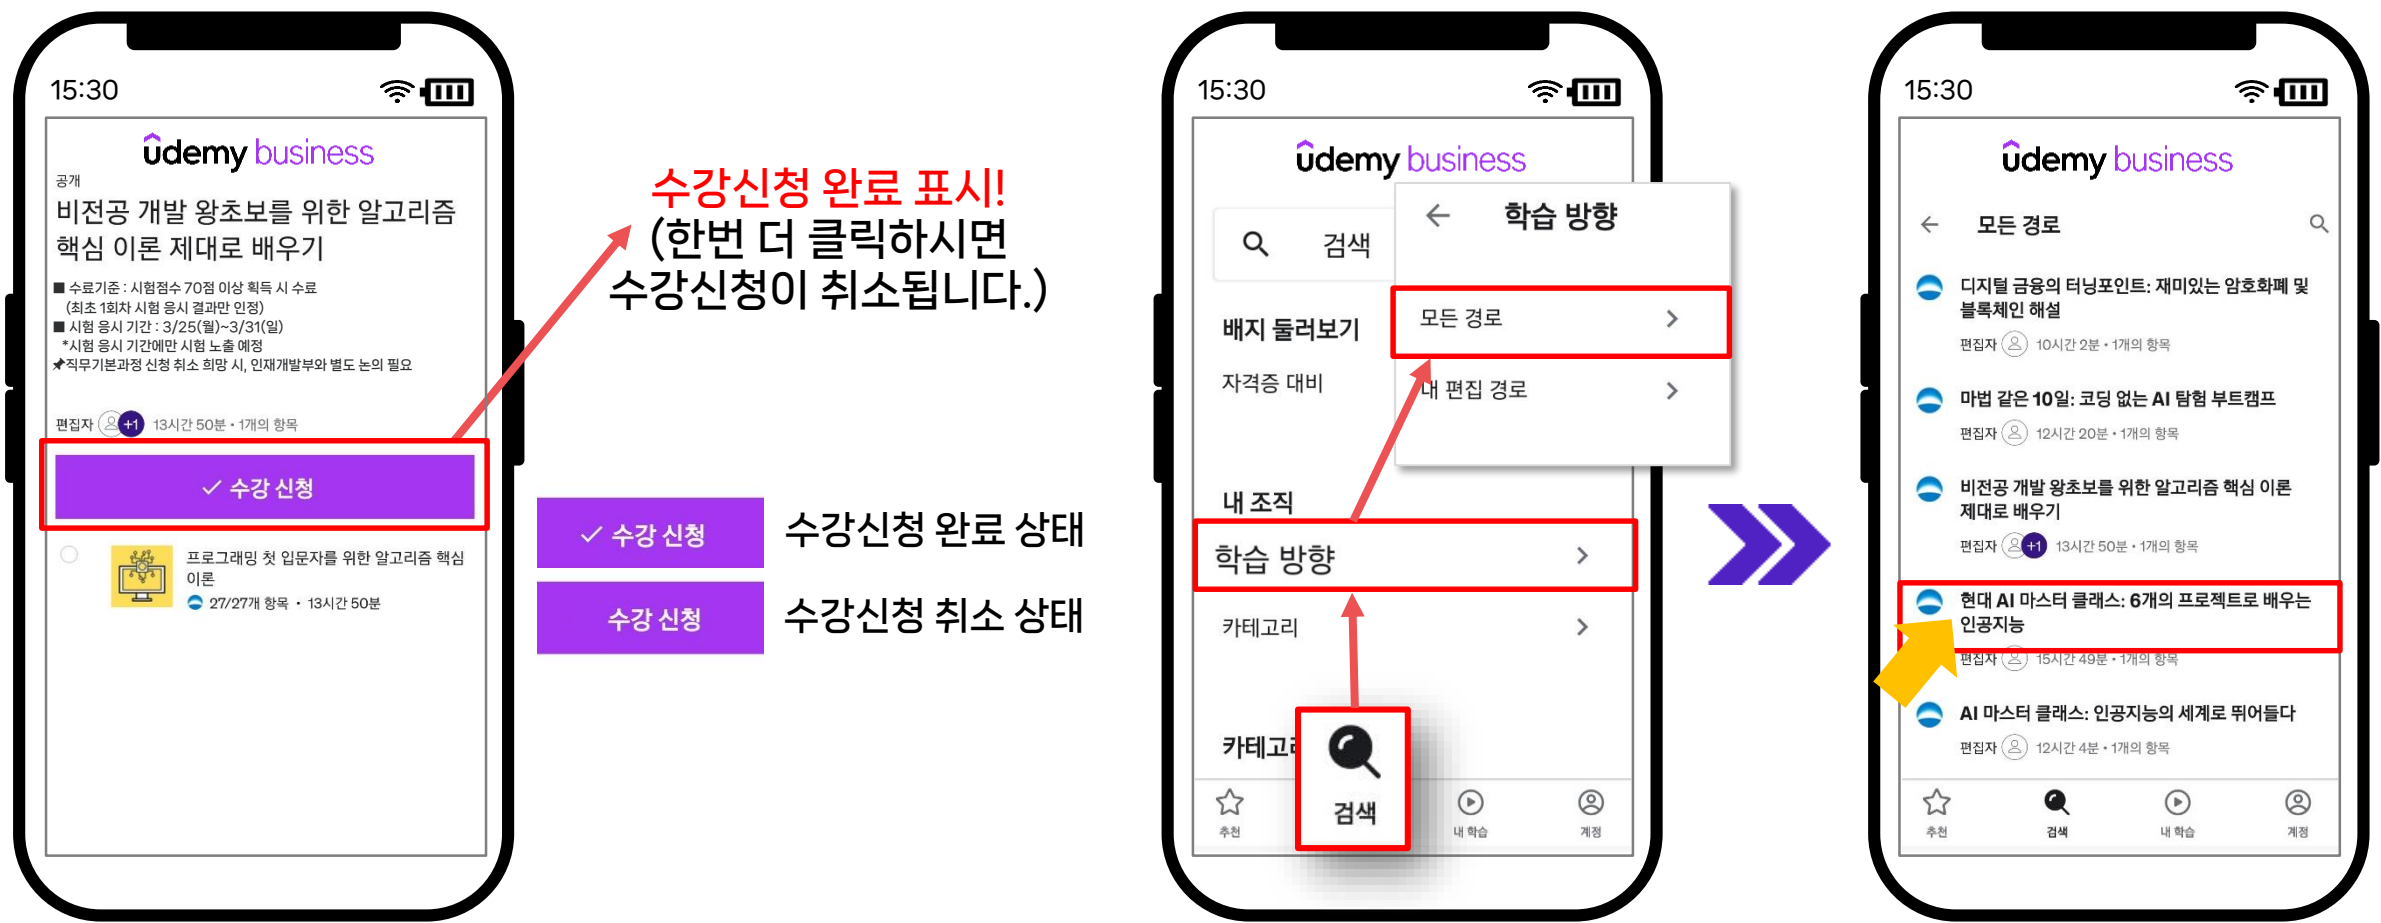 15:30
udemy business
공개
비전공 개발 왕초보를 위한 알고리즘
핵심 이론 제대로 배우기
■ 수료기준 : 시험점수 70점 이상 획득 시 수료
(최초 1회차 시험 응시 결과만 인정)
■ 시험 응시 기간 : 3/25(월)~3/31(일)
*시험 응시 기간에만 시험 노출 예정
📌직무기본과정 신청 취소 희망 시, 인재개발부와 별도 논의 필요
편집자 +1 13시간 50분 • 1개의 항목
✓ 수강 신청
프로그래밍 첫 입문자를 위한 알고리즘 핵심
이론
27/27개 항목 • 13시간 50분
수강신청 완료 표시!
(한번 더 클릭하시면
수강신청이 취소됩니다.)
✓ 수강 신청 수강신청 완료 상태
수강 신청 수강신청 취소 상태
15:30
udemy business
검색
배지 둘러보기
자격증 대비
← 학습 방향
모든 경로 >
내 편집 경로 >
내 조직
학습 방향 >
카테고리 >
카테고리
검색
추천
내 학습
계정
15:30
udemy business
← 모든 경로
디지털 금융의 터닝포인트: 재미있는 암호화폐 및
블록체인 해설
편집자 10시간 2분 • 1개의 항목
마법 같은 10일: 코딩 없는 AI 탐험 부트캠프
편집자 12시간 20분 • 1개의 항목
비전공 개발 왕초보를 위한 알고리즘 핵심 이론
제대로 배우기
편집자 +1 13시간 50분 • 1개의 항목
현대 AI 마스터 클래스: 6개의 프로젝트로 배우는
인공지능
편집자 15시간 49분 • 1개의 항목
AI 마스터 클래스: 인공지능의 세계로 뛰어들다
편집자 12시간 4분 • 1개의 항목
추천
검색
내 학습
계정